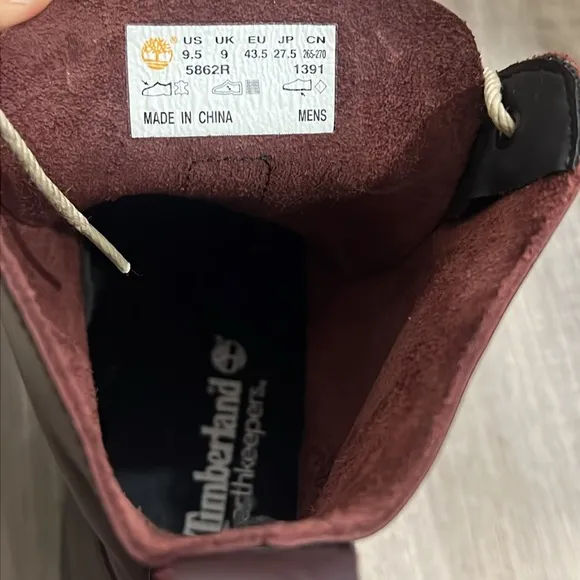 US UK EU JP CN
9.5 9 43.5 27.5 265-270
5862R 1391
MADE IN CHINA MENS
Timberland